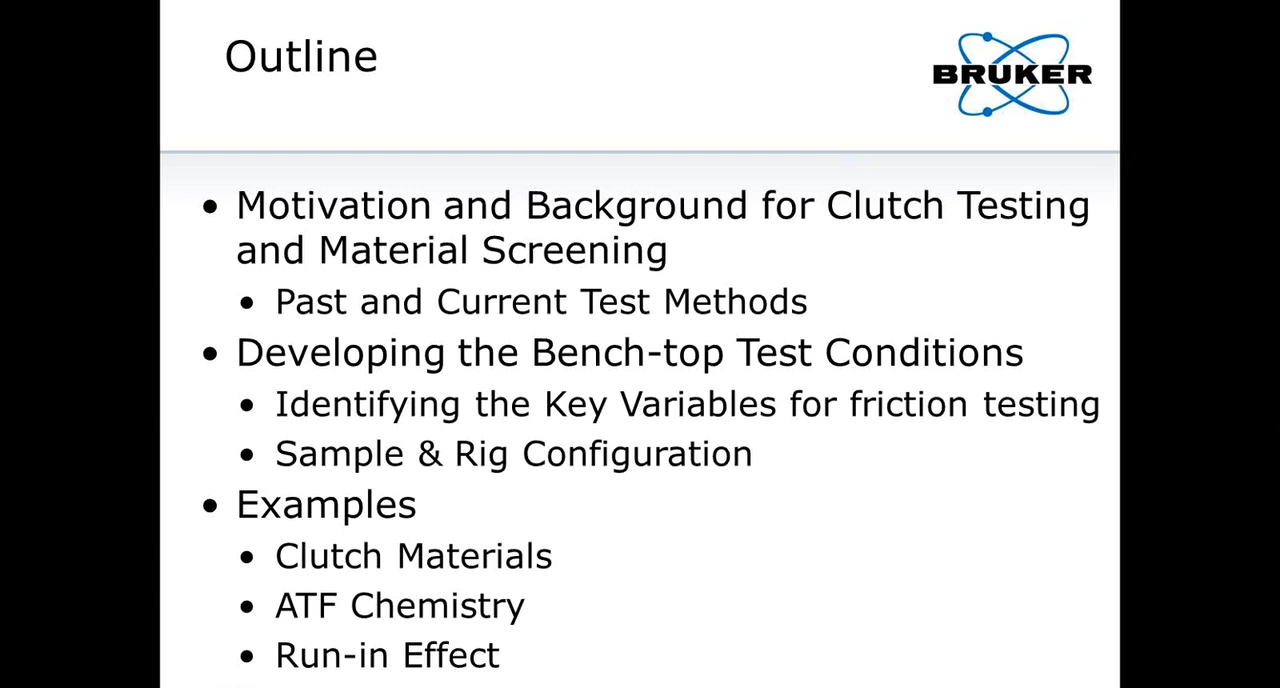 Outline
BRUKER
• Motivation and Background for Clutch Testing
and Material Screening
• Past and Current Test Methods
• Developing the Bench-top Test Conditions
• Identifying the Key Variables for friction testing
• Sample & Rig Configuration
• Examples
• Clutch Materials
• ATF Chemistry
• Run-in Effect